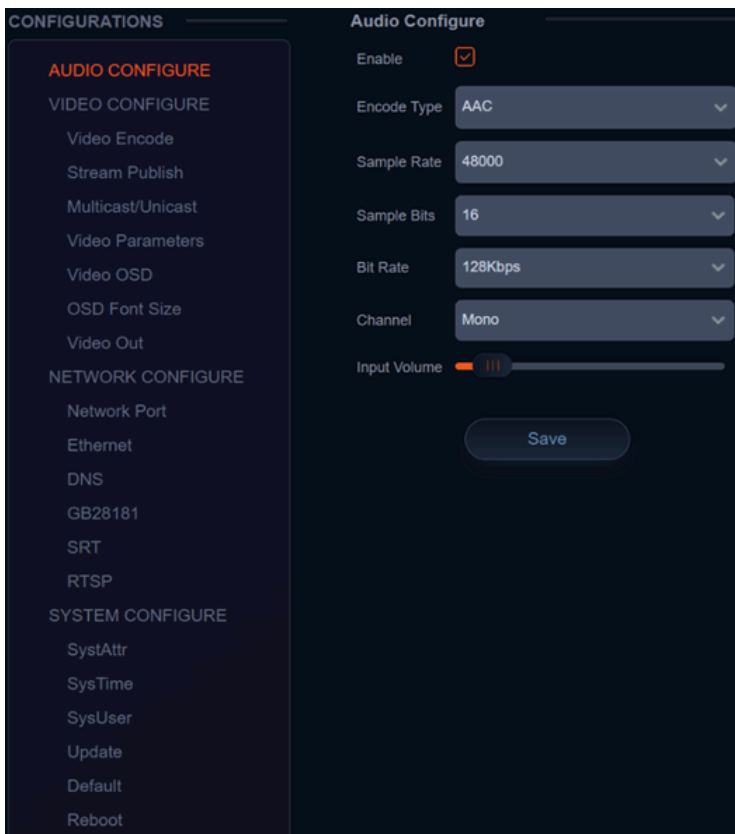 CONFIGURATIONS
AUDIO CONFIGURE
VIDEO CONFIGURE
Video Encode
Stream Publish
Multicast/Unicast
Video Parameters
Video OSD
OSD Font Size
Video Out
NETWORK CONFIGURE
Network Port
Ethernet
DNS
GB28181
SRT
RTSP
SYSTEM CONFIGURE
SystAttr
SysTime
SysUser
Update
Default
Reboot
Audio Configure
Enable
Encode Type AAC
Sample Rate 48000
Sample Bits 16
Bit Rate 128Kbps
Channel Mono
Input Volume
Save